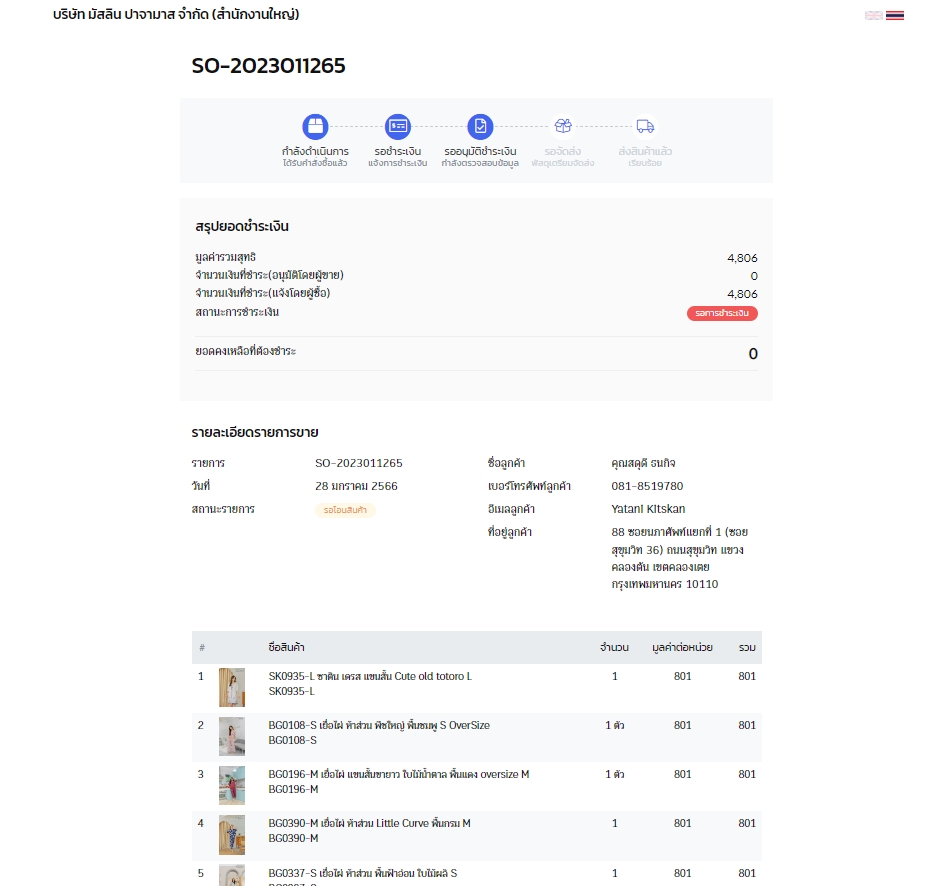 บริษัท มัสลิน ปาจามาส จำกัด (สำนักงานใหญ่)
SO-2023011265
กำลังดำเนินการ
ได้รับคำสั่งซื้อแล้ว
รอชำระเงิน
แจ้งการชำระเงิน
รออนุมัติชำระเงิน
กำลังตรวจสอบข้อมูล
รอจัดส่ง
พัสดุเตรียมจัดส่ง
ส่งสินค้าแล้ว
เรียบร้อย
สรุปยอดชำระเงิน
มูลค่ารวมสุทธิ 4,806
จำนวนเงินที่ชำระ(อนุมัติโดยผู้ขาย) 0
จำนวนเงินที่ชำระ(แจ้งโดยผู้ซื้อ) 4,806
สถานะการชำระเงิน รอการชำระเงิน
ยอดคงเหลือที่ต้องชำระ 0
รายละเอียดรายการขาย
รายการ SO-2023011265
วันที่ 28 มกราคม 2566
สถานะรายการ รอโอนสินค้า
ชื่อลูกค้า คุณสดุดี ธนกิจ
เบอร์โทรศัพท์ลูกค้า 081-8519780
อีเมลลูกค้า Yatani Kitskan
ที่อยู่ลูกค้า 88 ซอยนภาศัพท์แยกที่ 1 (ซอย
สุขุมวิท 36) ถนนสุขุมวิท แขวง
คลองตัน เขตคลองเตย
กรุงเทพมหานคร 10110
# ชื่อสินค้า จำนวน มูลค่าต่อหน่วย รวม
1 SK0935-L ซาติน เดรส แขนสั้น Cute old totoro L 1 801 801
SK0935-L
2 BG0108-S เยื่อไผ่ ห้าส่วน พืชใหญ่ พื้นชมพู S OverSize 1 ตัว 801 801
BG0108-S
3 BG0196-M เยื่อไผ่ แขนสั้นขายาว ใบไม้น้ำตาล พื้นแดง oversize M 1 ตัว 801 801
BG0196-M
4 BG0390-M เยื่อไผ่ ห้าส่วน Little Curve พื้นกรม M 1 801 801
BG0390-M
5 BG0337-S เยื่อไผ่ ห้าส่วน พื้นฟ้าอ่อน ใบไม้ผลิ S 1 801 801